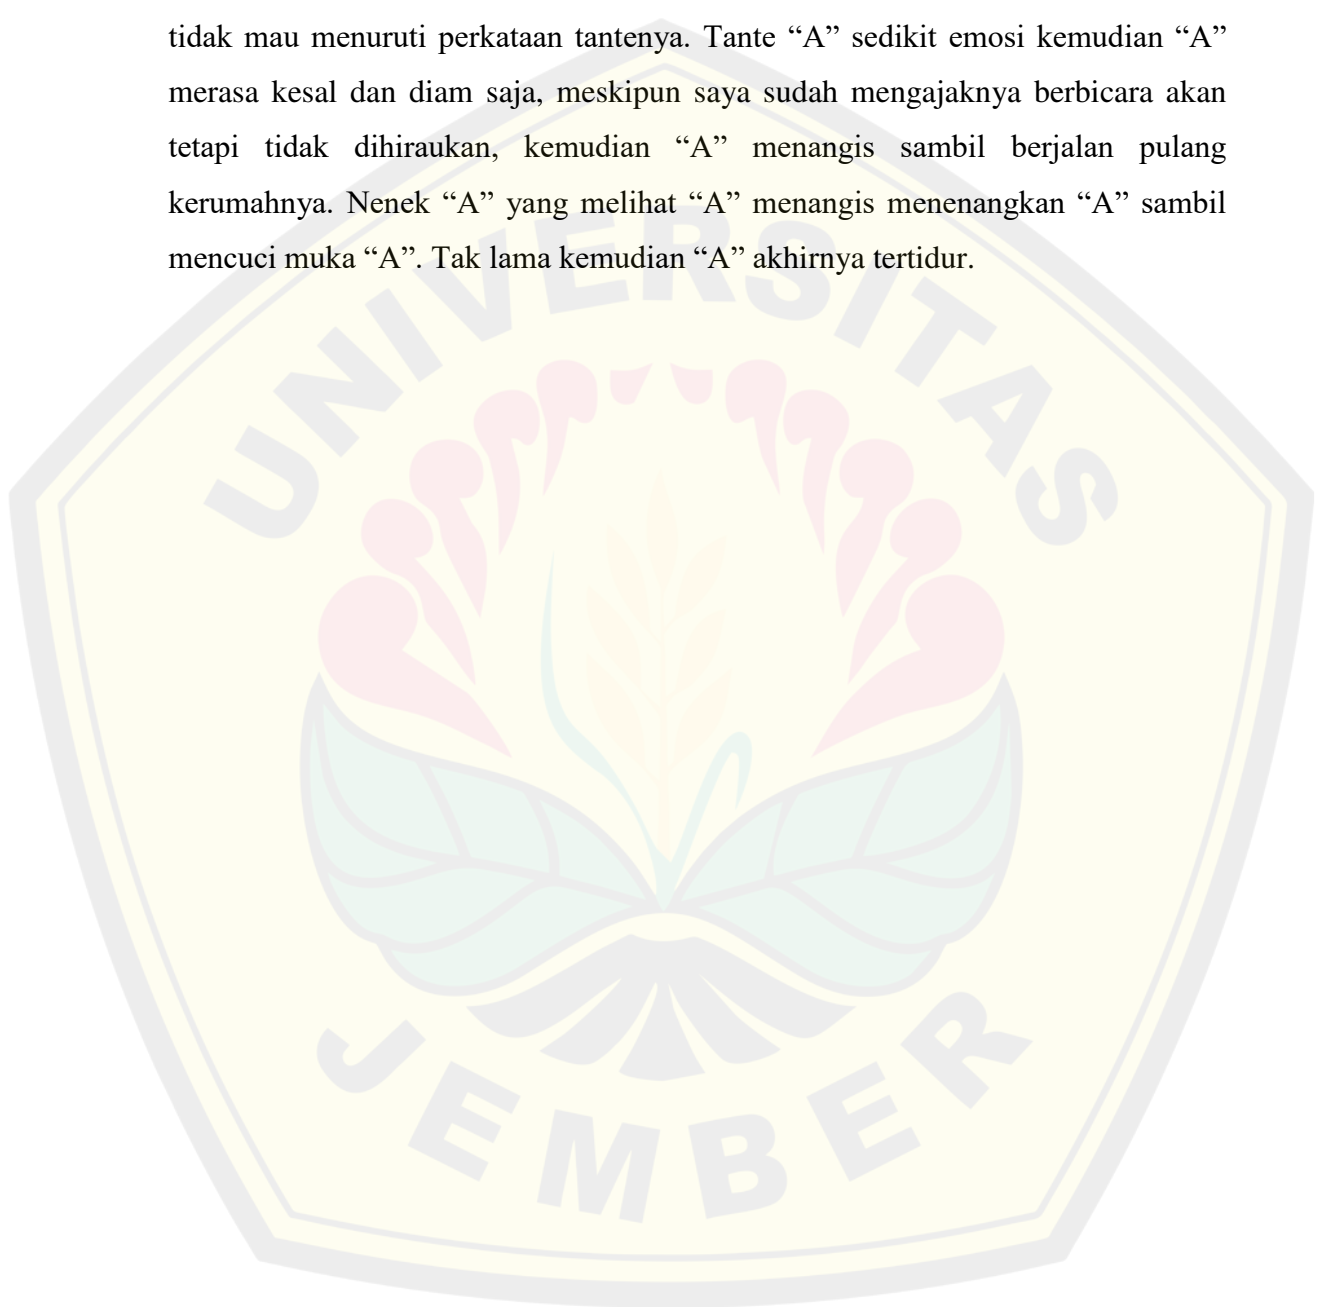 tidak mau menuruti perkataan tantenya. Tante “A” sedikit emosi kemudian “A”
merasa kesal dan diam saja, meskipun saya sudah mengajaknya berbicara akan
tetapi tidak dihiraukan, kemudian “A” menangis sambil berjalan pulang
kerumahnya. Nenek “A” yang melihat “A” menangis menenangkan “A” sambil
mencuci muka “A”. Tak lama kemudian “A” akhirnya tertidur.
UNIVERSITAS
JEMBER